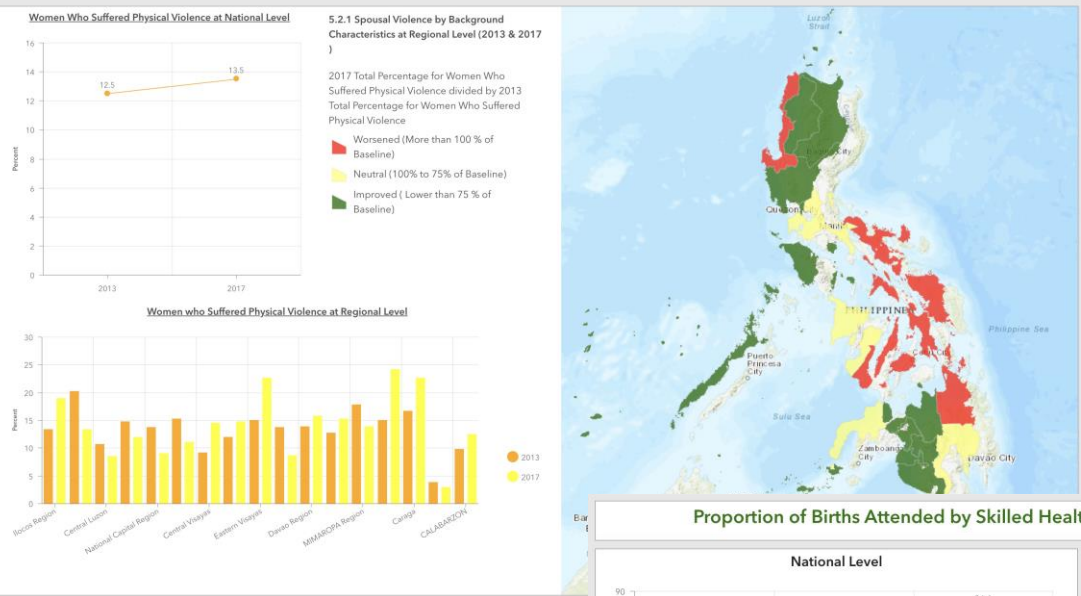 Women Who Suffered Physical Violence at National Level
16
14
12
10
8
6
4
2
0
Percent
12.5
13.5
2013
2017
5.2.1 Spousal Violence by Background
Characteristics at Regional Level (2013 & 2017
)
2017 Total Percentage for Women Who
Suffered Physical Violence divided by 2013
Total Percentage for Women Who Suffered
Physical Violence
Worsened (More than 100 % of
Baseline)
Neutral (100% to 75% of Baseline)
Improved ( Lower than 75 % of
Baseline)
Women who Suffered Physical Violence at Regional Level
30
25
20
15
10
5
0
Percent
Ilocos Region
Central Luzon
National Capital Region
Central Visayas
Eastern Visayas
Davao Region
MIMAROPA Region
Caraga
CALABARZON
2013
2017
Luzon
Strait
City
Philippine Sea
Puerto
Princesa
City
Sulu Sea
Zamboanga
City
Davao City
Proportion of Births Attended by Skilled Healt
National Level
90